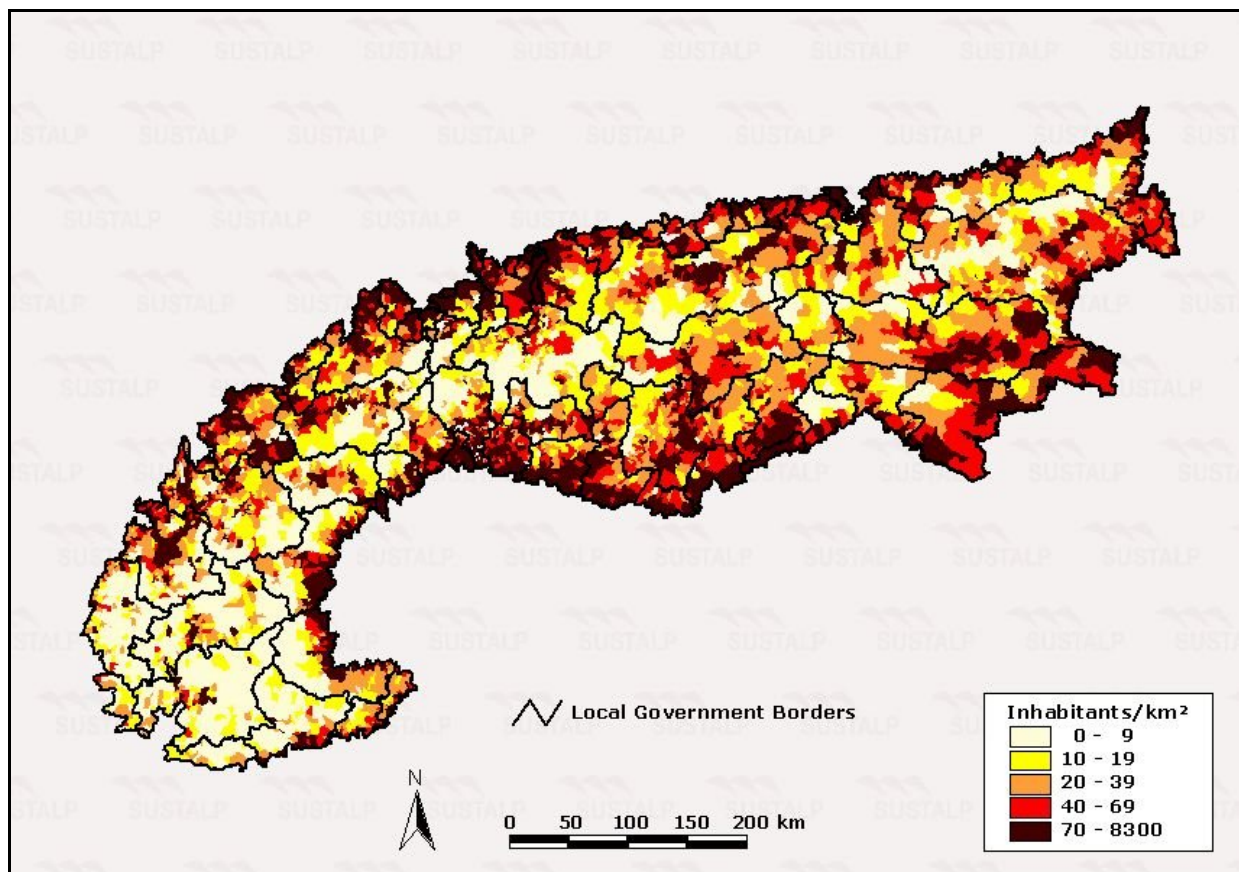 SUSTALP
Local Government Borders
N
0 50 100 150 200 km
Inhabitants/km²
0 - 9
10 - 19
20 - 39
40 - 69
70 - 8300